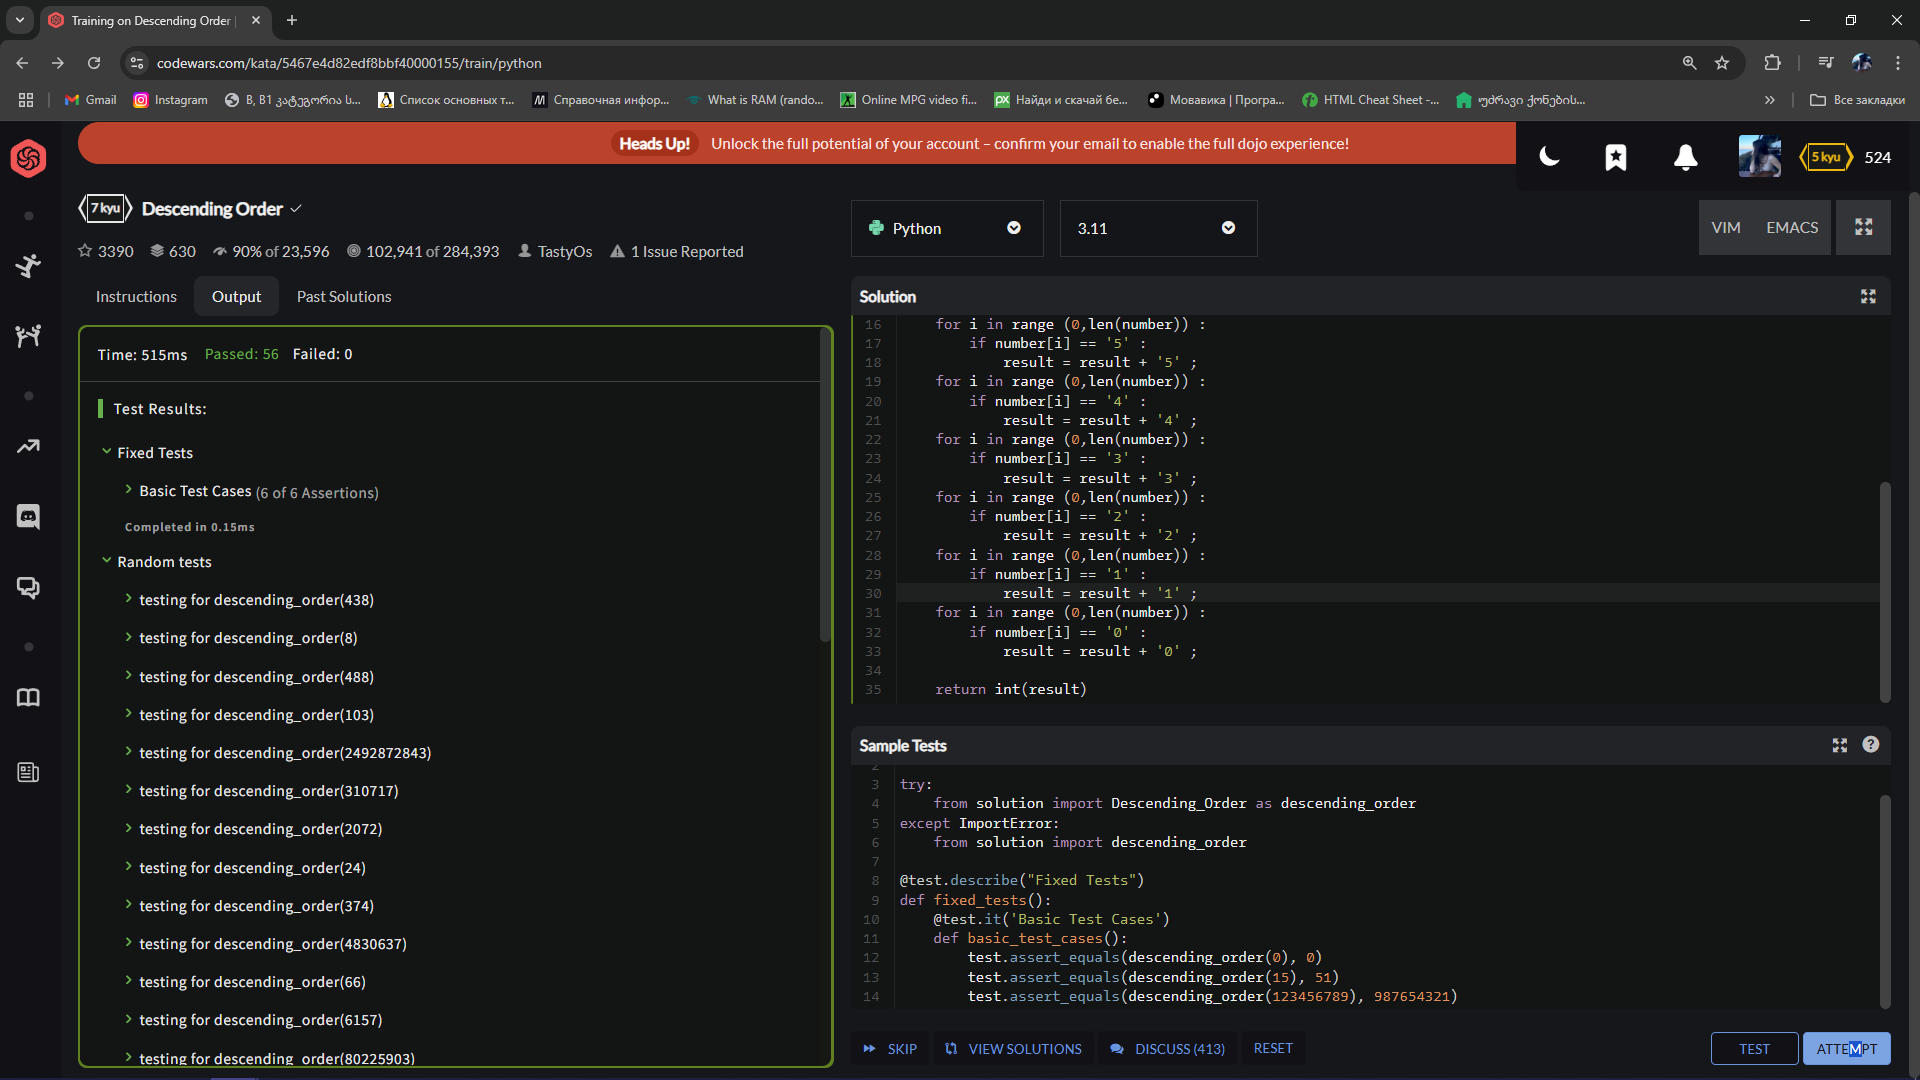 Training on Descending Order |
codewars.com/kata/5467e4d82edf8bbf40000155/train/python
Gmail
Instagram
B, B1 კატეგორია ს...
Список основных т...
Справочная инфор...
What is RAM (rando...
Online MPG video fi...
Найди и скачай бе...
Мовавика | Програ...
HTML Cheat Sheet -...
უძრავი ქონების...
Все закладки
Heads Up! Unlock the full potential of your account – confirm your email to enable the full dojo experience!
5 kyu 524
7 kyu Descending Order
3390 630 90% of 23,596 102,941 of 284,393 TastyOs 1 Issue Reported
Python
3.11
VIM EMACS
Instructions Output Past Solutions
Time: 515ms Passed: 56 Failed: 0
Test Results:
Fixed Tests
Basic Test Cases (6 of 6 Assertions)
Completed in 0.15ms
Random tests
testing for descending_order(438)
testing for descending_order(8)
testing for descending_order(488)
testing for descending_order(103)
testing for descending_order(2492872843)
testing for descending_order(310717)
testing for descending_order(2072)
testing for descending_order(24)
testing for descending_order(374)
testing for descending_order(4830637)
testing for descending_order(66)
testing for descending_order(6157)
testing for descending_order(80225903)
Solution
16 for i in range (0,len(number)) :
17 if number[i] == '5' :
18 result = result + '5' ;
19 for i in range (0,len(number)) :
20 if number[i] == '4' :
21 result = result + '4' ;
22 for i in range (0,len(number)) :
23 if number[i] == '3' :
24 result = result + '3' ;
25 for i in range (0,len(number)) :
26 if number[i] == '2' :
27 result = result + '2' ;
28 for i in range (0,len(number)) :
29 if number[i] == '1' :
30 result = result + '1' ;
31 for i in range (0,len(number)) :
32 if number[i] == '0' :
33 result = result + '0' ;
34
35 return int(result)
Sample Tests
2
3 try:
4 from solution import Descending_Order as descending_order
5 except ImportError:
6 from solution import descending_order
7
8 @test.describe("Fixed Tests")
9 def fixed_tests():
10 @test.it('Basic Test Cases')
11 def basic_test_cases():
12 test.assert_equals(descending_order(0), 0)
13 test.assert_equals(descending_order(15), 51)
14 test.assert_equals(descending_order(123456789), 987654321)
SKIP VIEW SOLUTIONS DISCUSS (413) RESET
TEST ATTEMPT